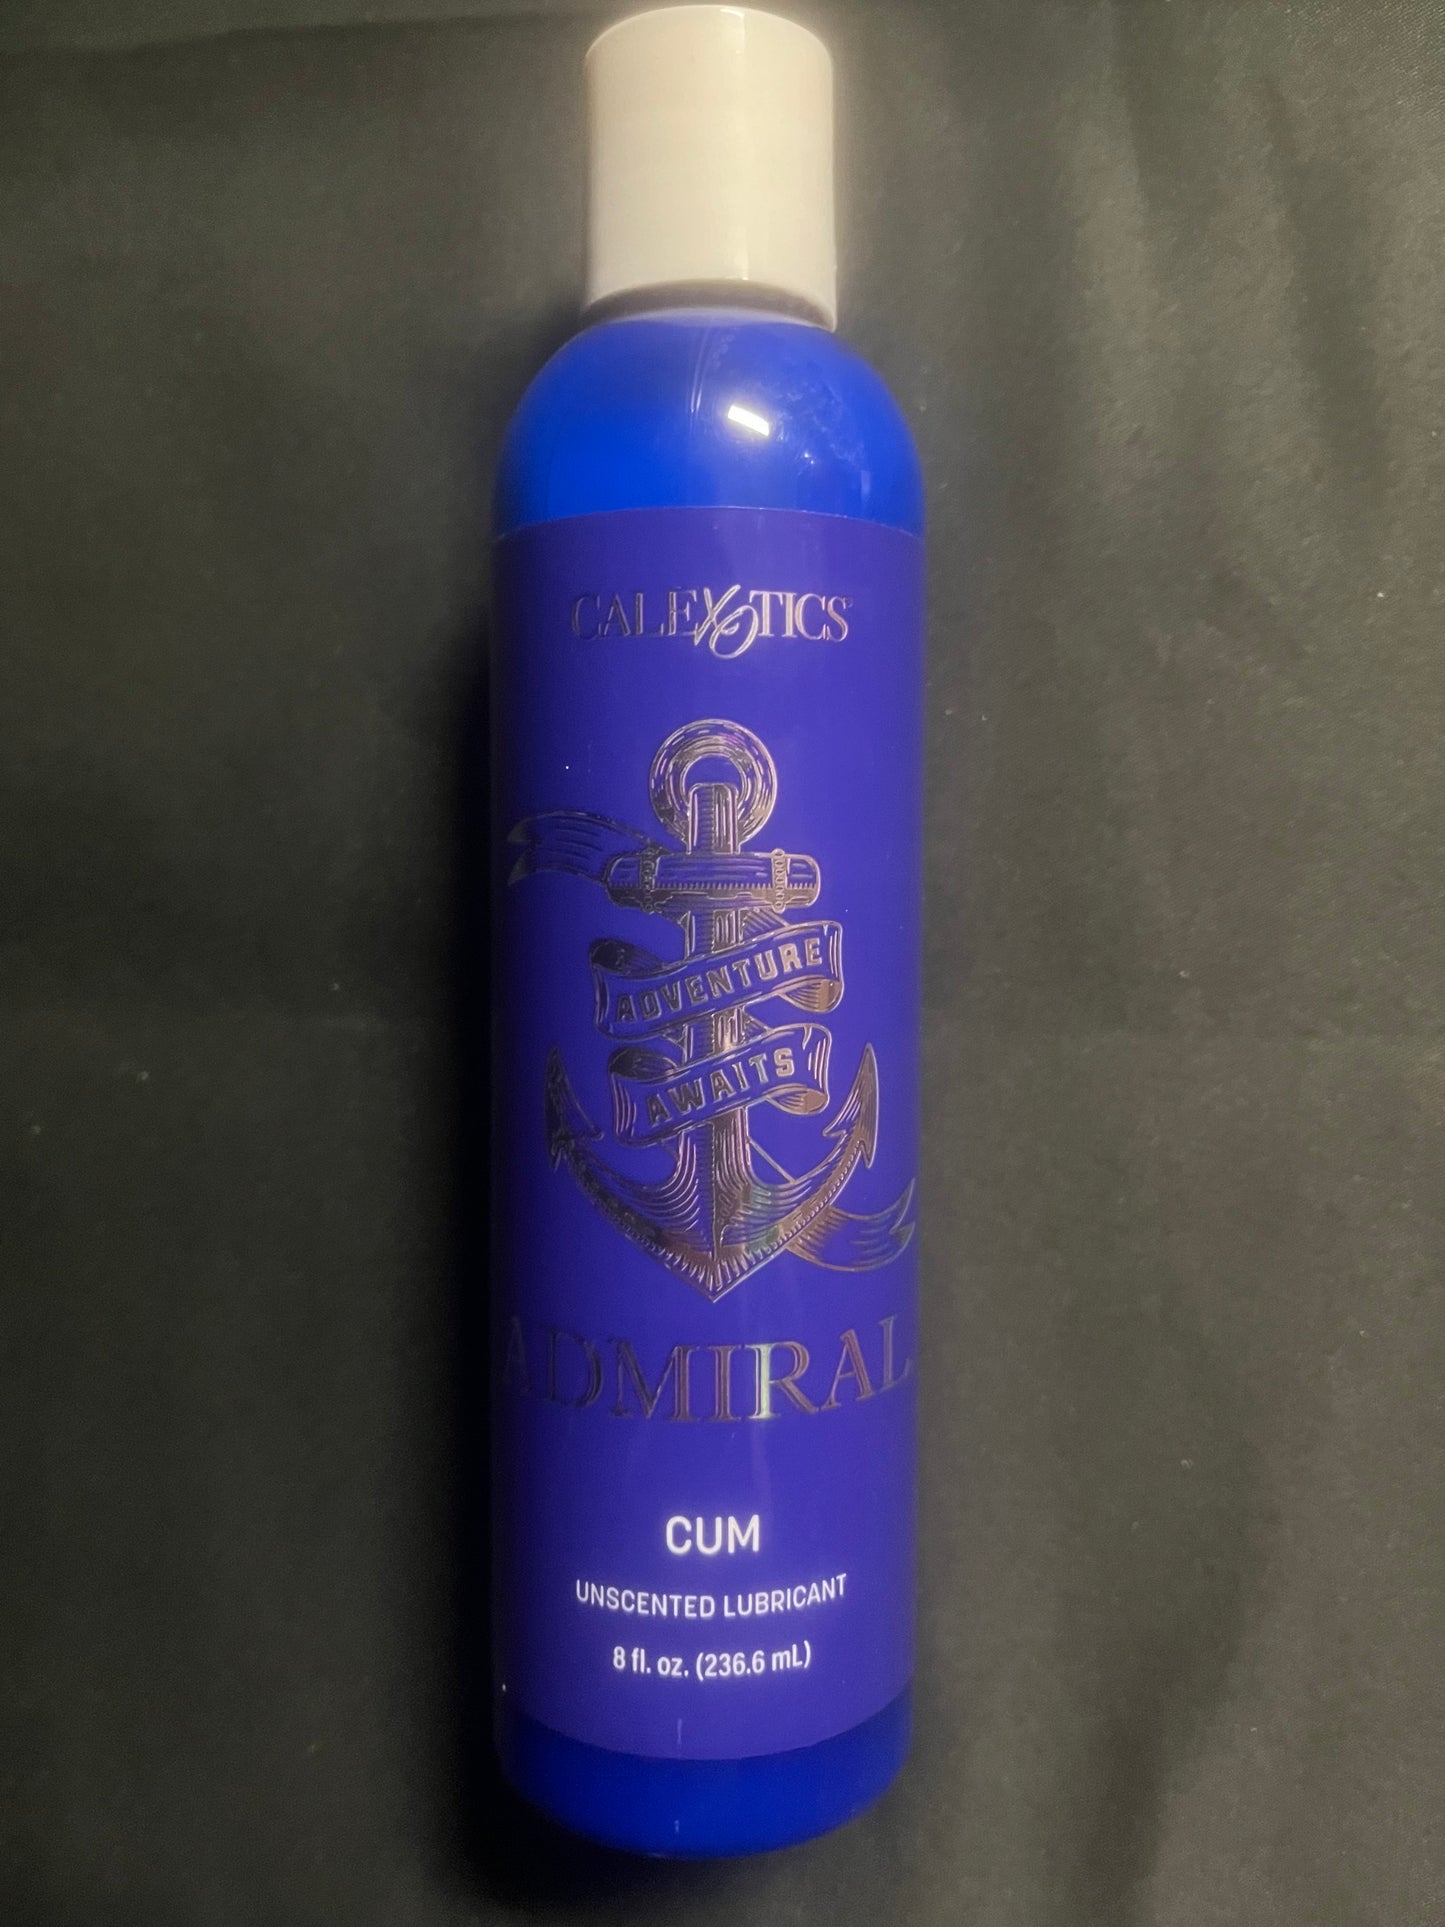 CALEXOTICS®
ADVENTURE
AWAITS
ADMIRAL
CUM
UNSCENTED LUBRICANT
8 fl. oz. (236.6 mL)